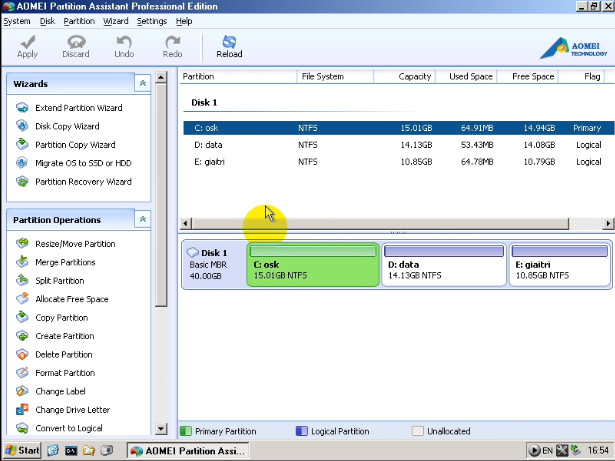 AOMEI Partition Assistant Professional Edition
System Disk Partition Wizard Settings Help
Apply Discard Undo Redo Reload
AOMEI
TECHNOLOGY
Wizards
Extend Partition Wizard
Disk Copy Wizard
Partition Copy Wizard
Migrate OS to SSD or HDD
Partition Recovery Wizard
Partition Operations
Resize/Move Partition
Merge Partitions
Split Partition
Allocate Free Space
Copy Partition
Create Partition
Delete Partition
Format Partition
Change Label
Change Drive Letter
Convert to Logical
Partition File System Capacity Used Space Free Space Flag
Disk 1
C: osk NTFS 15.01GB 64.91MB 14.94GB Primary
D: data NTFS 14.13GB 53.43MB 14.08GB Logical
E: giaitri NTFS 10.85GB 64.78MB 10.79GB Logical
Disk 1
Basic MBR
40.00GB
C: osk
15.01GB NTFS
D: data
14.13GB NTFS
E: giaitri
10.85GB NTFS
Primary Partition Logical Partition Unallocated
Start AOMEI Partition Assi... EN 16:54